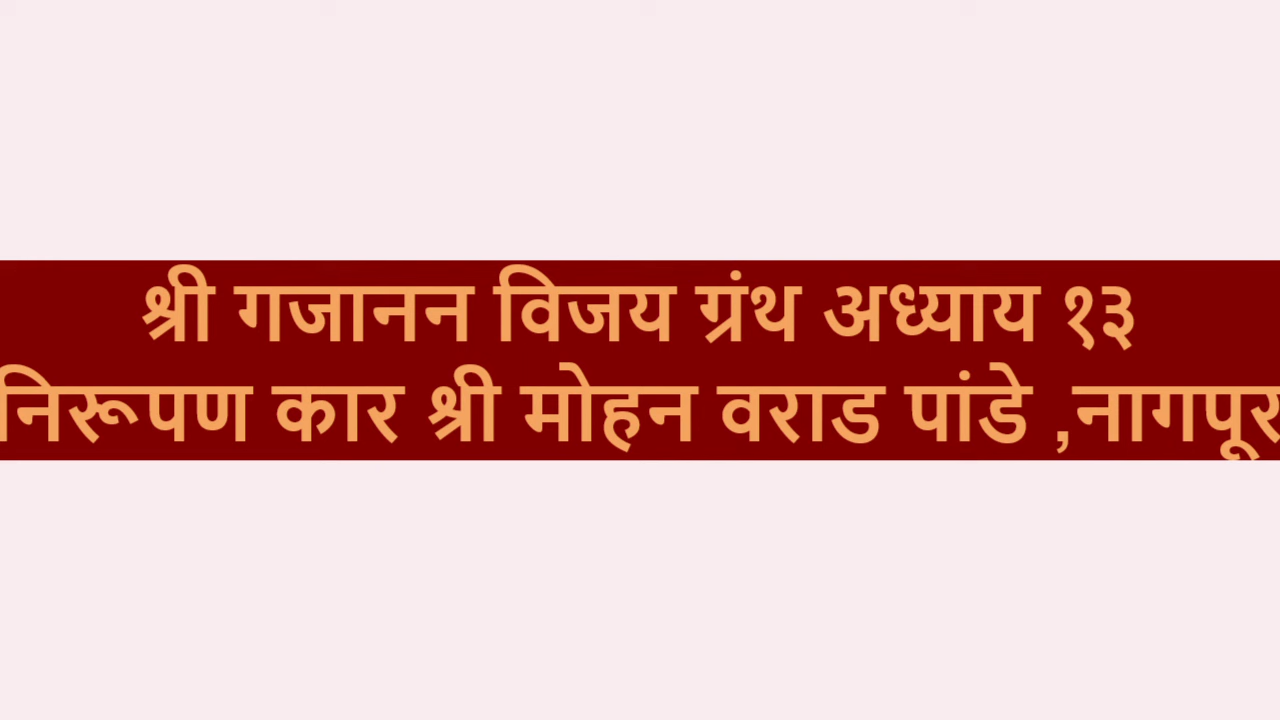 श्री गजानन विजय ग्रंथ अध्याय १३
निरूपण कार श्री मोहन वराड पांडे ,नागपूर